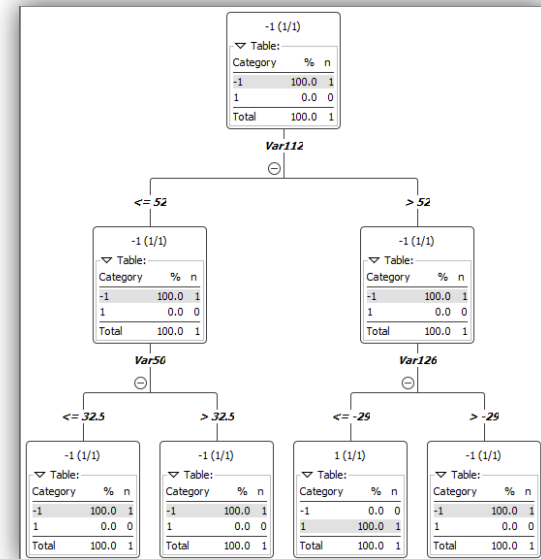 -1 (1/1)
Table:
Category % n
-1 100.0 1
1 0.0 0
Total 100.0 1
Var112
<= 52 > 52
-1 (1/1)
Table:
Category % n
-1 100.0 1
1 0.0 0
Total 100.0 1
-1 (1/1)
Table:
Category % n
-1 100.0 1
1 0.0 0
Total 100.0 1
Var50 Var126
<= 32.5 > 32.5 <= -29 > -29
-1 (1/1)
Table:
Category % n
-1 100.0 1
1 0.0 0
Total 100.0 1
-1 (1/1)
Table:
Category % n
-1 100.0 1
1 0.0 0
Total 100.0 1
1 (1/1)
Table:
Category % n
-1 0.0 0
1 100.0 1
Total 100.0 1
-1 (1/1)
Table:
Category % n
-1 100.0 1
1 0.0 0
Total 100.0 1